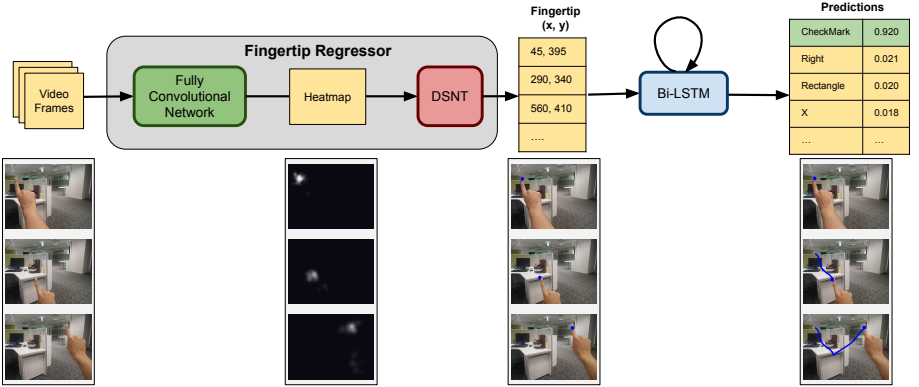 Fingertip Regressor
Video
Frames
Fully
Convolutional
Network
Heatmap
DSNT
Fingertip
(x, y)
45, 395
290, 340
560, 410
....
Bi-LSTM
Predictions
CheckMark 0.920
Right 0.021
Rectangle 0.020
X 0.018
... ...